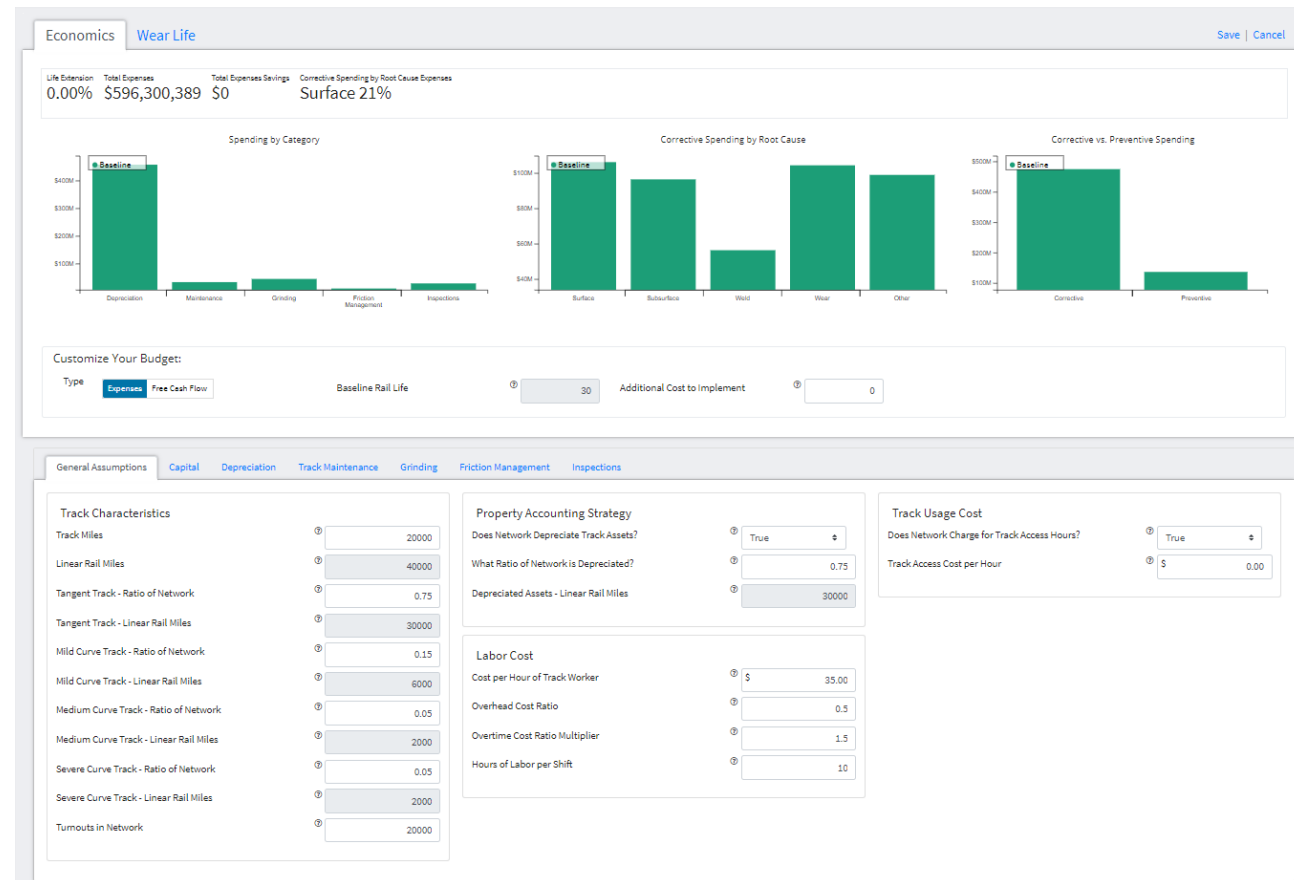 Economics Wear Life Save | Cancel
Life Extension Total Expenses Total Expenses Savings Corrective Spending by Root Cause Expenses
0.00% $596,300,389 $0 Surface 21%
Spending by Category
Baseline
$400M
$300M
$200M
$100M
Depreciation Maintenance Grinding Friction Management Inspections
Corrective Spending by Root Cause
Baseline
$100M
$80M
$60M
$40M
Surface Subsurface Weld Wear Other
Corrective vs. Preventive Spending
$500M
Baseline
$400M
$300M
$200M
$100M
Corrective Preventive
Customize Your Budget:
Type Expenses Free Cash Flow Baseline Rail Life 30 Additional Cost to Implement 0
General Assumptions Capital Depreciation Track Maintenance Grinding Friction Management Inspections
Track Characteristics
Track Miles 20000
Linear Rail Miles 40000
Tangent Track - Ratio of Network 0.75
Tangent Track - Linear Rail Miles 30000
Mild Curve Track - Ratio of Network 0.15
Mild Curve Track - Linear Rail Miles 6000
Medium Curve Track - Ratio of Network 0.05
Medium Curve Track - Linear Rail Miles 2000
Severe Curve Track - Ratio of Network 0.05
Severe Curve Track - Linear Rail Miles 2000
Turnouts in Network 20000
Property Accounting Strategy
Does Network Depreciate Track Assets? True
What Ratio of Network is Depreciated? 0.75
Depreciated Assets - Linear Rail Miles 30000
Labor Cost
Cost per Hour of Track Worker $ 35.00
Overhead Cost Ratio 0.5
Overtime Cost Ratio Multiplier 1.5
Hours of Labor per Shift 10
Track Usage Cost
Does Network Charge for Track Access Hours? True
Track Access Cost per Hour $ 0.00